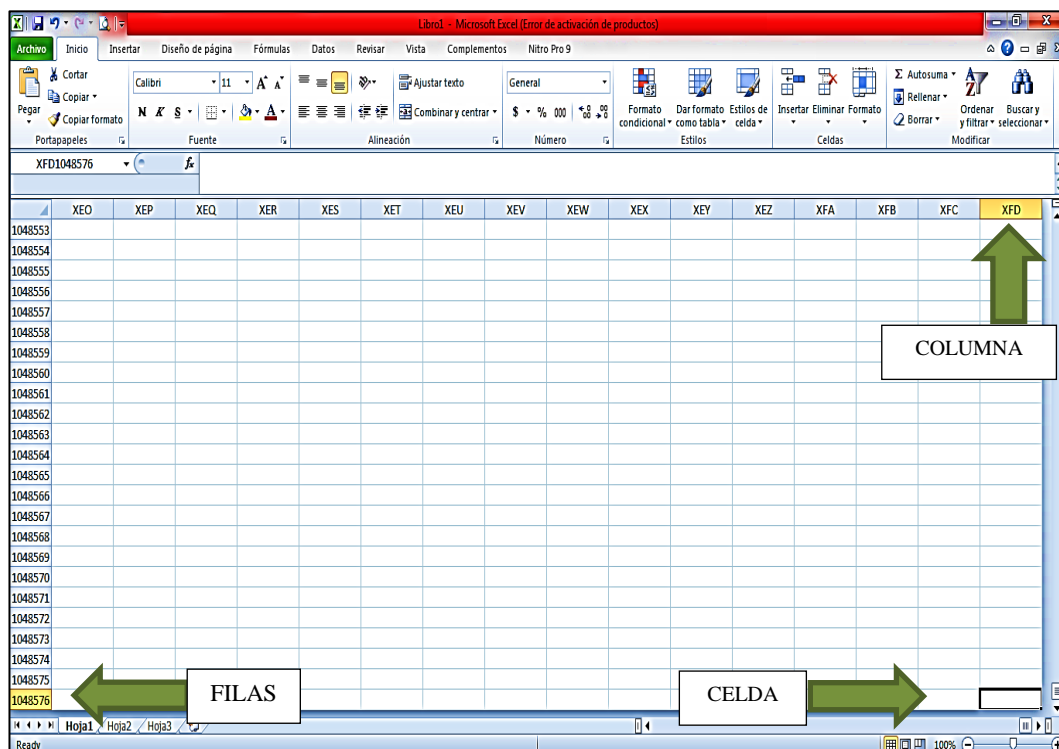 Libro1 - Microsoft Excel (Error de activación de productos)
Archivo Inicio Insertar Diseño de página Fórmulas Datos Revisar Vista Complementos Nitro Pro 9
Pegar
Cortar
Copiar
Copiar formato
Portapapeles
Calibri 11
N K S
Fuente
Ajustar texto
Combinar y centrar
Alineación
General
$ % 000
Número
Formato condicional
Dar formato como tabla
Estilos de celda
Estilos
Insertar Eliminar Formato
Celdas
Σ Autosuma
Rellenar
Borrar
Ordenar y filtrar
Buscar y seleccionar
Modificar
XFD1048576 fx
XEO XEP XEQ XER XES XET XEU XEV XEW XEX XEY XEZ XFA XFB XFC XFD
1048553
1048554
1048555
1048556
1048557
1048558
1048559
1048560
1048561
1048562
1048563
1048564
1048565
1048566
1048567
1048568
1048569
1048570
1048571
1048572
1048573
1048574
1048575
1048576
COLUMNA
FILAS
CELDA
Hoja1 Hoja2 Hoja3
Ready 100%